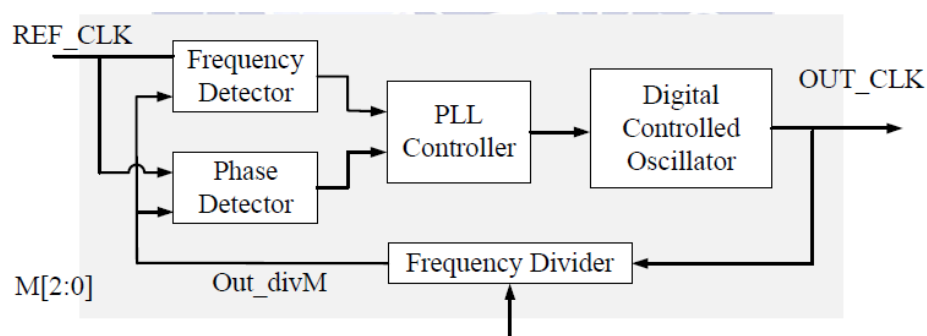 REF_CLK
Frequency
Detector
PLL
Controller
Digital
Controlled
Oscillator
OUT_CLK
Phase
Detector
Frequency Divider
M[2:0]
Out_divM